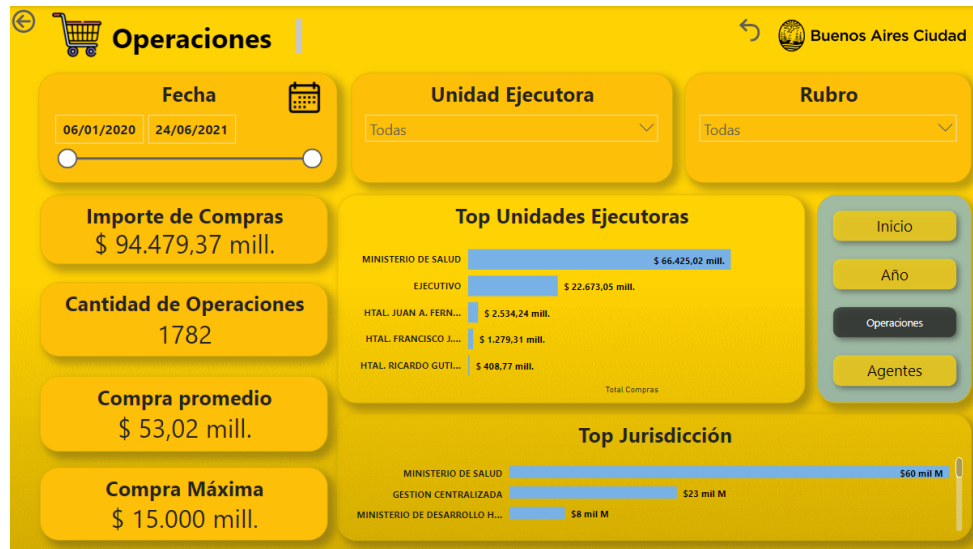 Operaciones
Buenos Aires Ciudad
Fecha
06/01/2020 24/06/2021
Unidad Ejecutora
Todas
Rubro
Todas
Importe de Compras
$ 94.479,37 mill.
Cantidad de Operaciones
1782
Compra promedio
$ 53,02 mill.
Compra Máxima
$ 15.000 mill.
Top Unidades Ejecutoras
MINISTERIO DE SALUD $ 66.425,02 mill.
EJECUTIVO $ 22.673,05 mill.
HTAL. JUAN A. FERN... $ 2.534,24 mill.
HTAL. FRANCISCO J.... $ 1.279,31 mill.
HTAL. RICARDO GUTI... $ 408,77 mill.
Total Compras
Inicio
Año
Operaciones
Agentes
Top Jurisdicción
MINISTERIO DE SALUD $60 mil M
GESTION CENTRALIZADA $23 mil M
MINISTERIO DE DESARROLLO H... $8 mil M